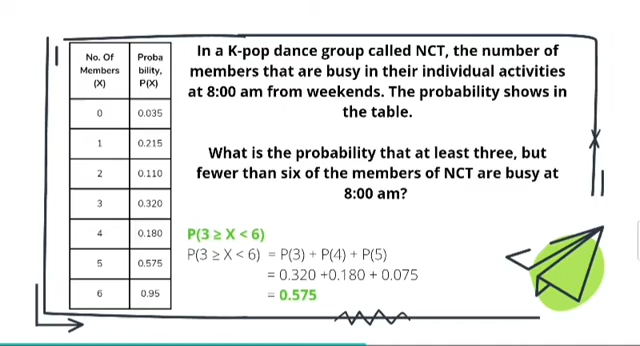 No. Of Members (X) Proba bility, P(X)
0 0.035
1 0.215
2 0.110
3 0.320
4 0.180
5 0.575
6 0.95
In a K-pop dance group called NCT, the number of
members that are busy in their individual activities
at 8:00 am from weekends. The probability shows in
the table.
What is the probability that at least three, but
fewer than six of the members of NCT are busy at
8:00 am?
P(3 ≥ X < 6)
P(3 ≥ X < 6) = P(3) + P(4) + P(5)
= 0.320 +0.180 + 0.075
= 0.575